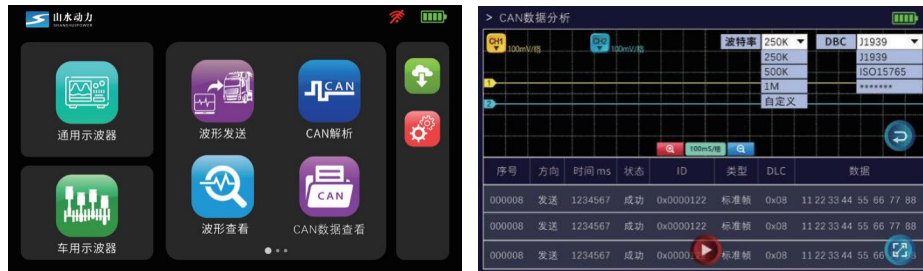 山水动力
SHANSHUIPOWER
通用示波器
波形发送
CAN
CAN解析
车用示波器
波形查看
CAN
CAN数据查看
> CAN数据分析
CH1 100mV/格 CH2 100mV/格 波特率 250K DBC J1939
250K J1939
500K ISO15765
1M *******
自定义
1
2
100mS/格
序号 方向 时间 ms 状态 ID 类型 DLC 数据
000008 发送 1234567 成功 0x0000122 标准帧 0x08 11 22 33 44 55 66 77 88
000008 发送 1234567 成功 0x0000122 标准帧 0x08 11 22 33 44 55 66 77 88
000008 发送 1234567 成功 0x0000 标准帧 0x08 11 22 33 44 55 66